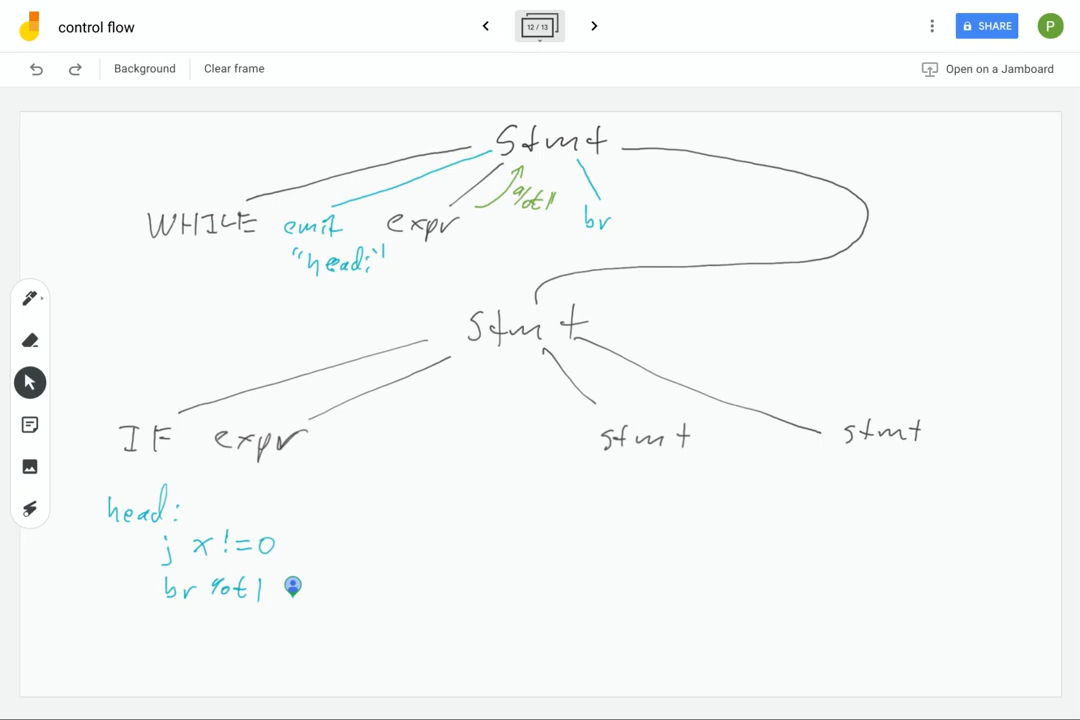 control flow
12 / 13
SHARE
P
Background
Clear frame
Open on a Jamboard
Stmt
WHILE emit expr %t1 br
"head:"
Stmt
IF expr stmt stmt
head:
j x != 0
br %t1